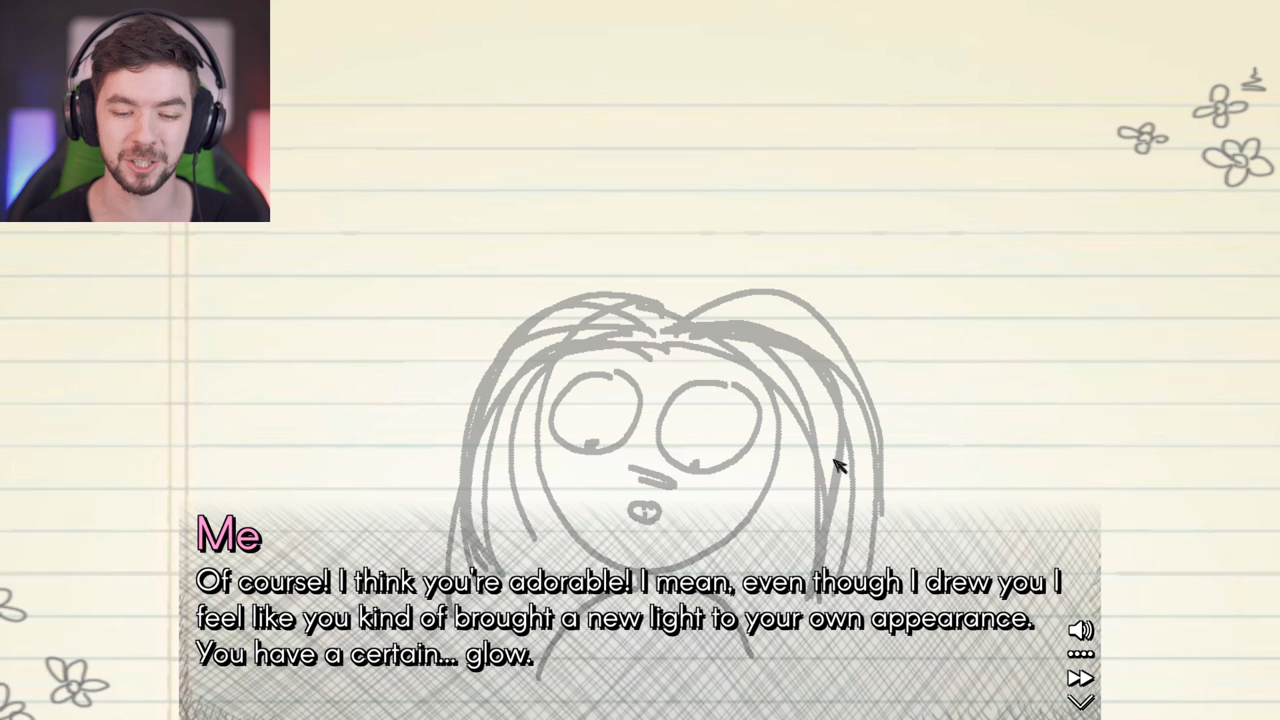 Me
Of course! I think you're adorable! I mean, even though I drew you I
feel like you kind of brought a new light to your own appearance.
You have a certain... glow.